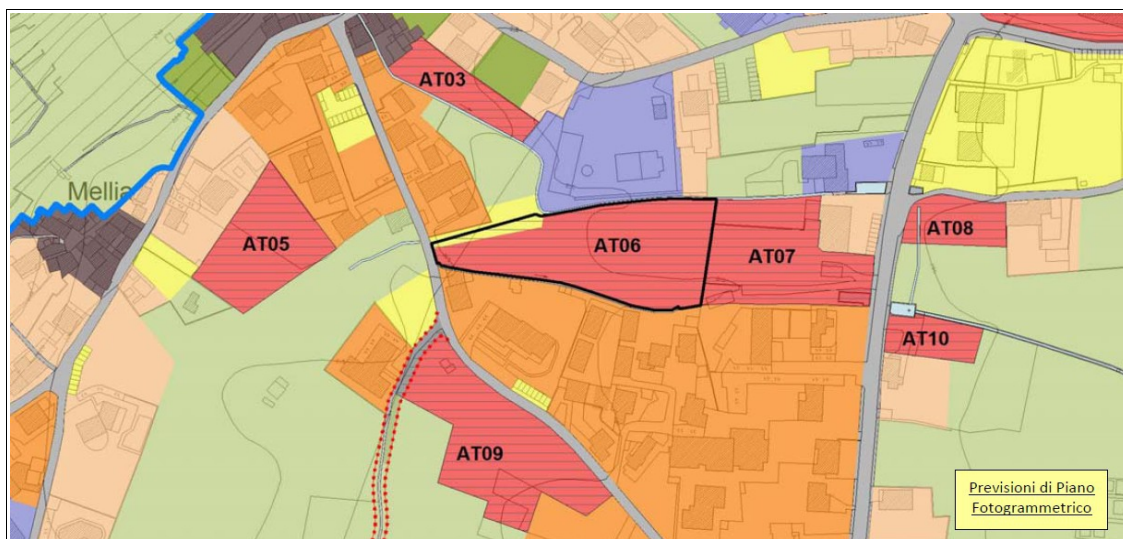 AT03
Mellia
AT05
AT06
AT07
AT08
AT10
AT09
Previsioni di Piano
Fotogrammetrico